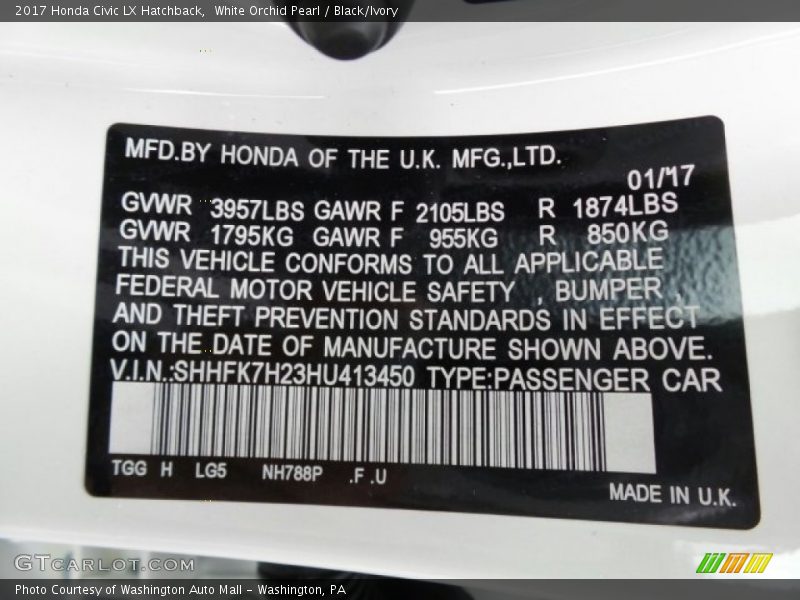 2017 Honda Civic LX Hatchback, White Orchid Pearl / Black/Ivory
MFD.BY HONDA OF THE U.K. MFG.,LTD.
01/17
GVWR 3957LBS GAWR F 2105LBS R 1874LBS
GVWR 1795KG GAWR F 955KG R 850KG
THIS VEHICLE CONFORMS TO ALL APPLICABLE
FEDERAL MOTOR VEHICLE SAFETY , BUMPER ,
AND THEFT PREVENTION STANDARDS IN EFFECT
ON THE DATE OF MANUFACTURE SHOWN ABOVE.
V.I.N.:SHHFK7H23HU413450 TYPE:PASSENGER CAR
TGG H LG5 NH788P .F .U
MADE IN U.K.
GTCARLOT.COM
Photo Courtesy of Washington Auto Mall - Washington, PA